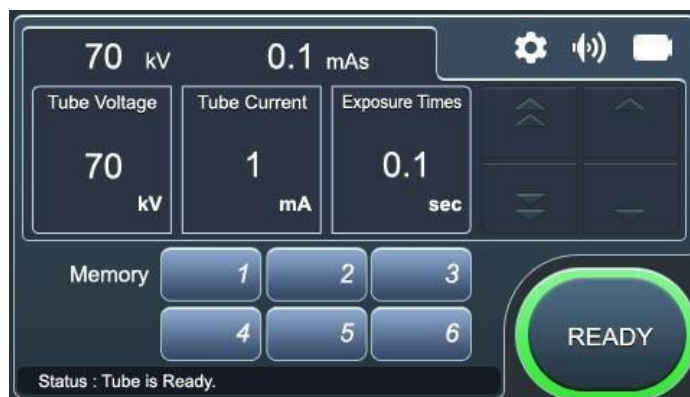 70 kV 0.1 mAs
Tube Voltage Tube Current Exposure Times
70 1 0.1
kV mA sec
Memory 1 2 3
4 5 6
READY
Status : Tube is Ready.